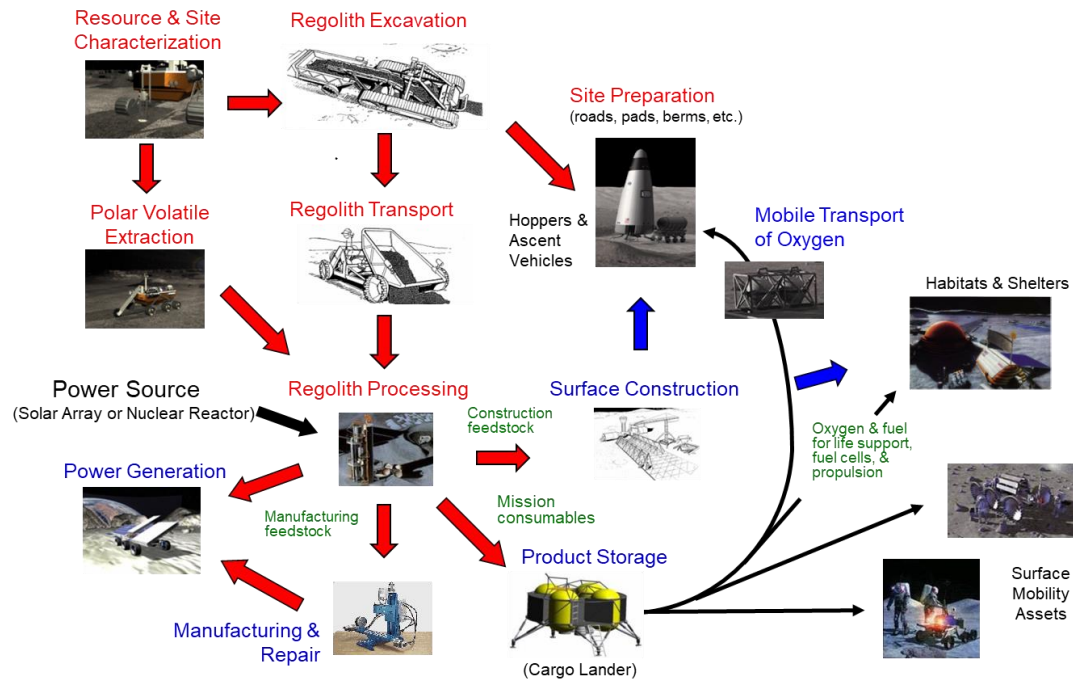 Resource & Site
Characterization
Regolith Excavation
Site Preparation
(roads, pads, berms, etc.)
Polar Volatile
Extraction
Regolith Transport
Hoppers &
Ascent
Vehicles
Mobile Transport
of Oxygen
Habitats & Shelters
Power Source
(Solar Array or Nuclear Reactor)
Regolith Processing
Construction
feedstock
Surface Construction
Oxygen & fuel
for life support,
fuel cells, &
propulsion
Power Generation
Manufacturing
feedstock
Mission
consumables
Product Storage
Surface
Mobility
Assets
Manufacturing &
Repair
(Cargo Lander)